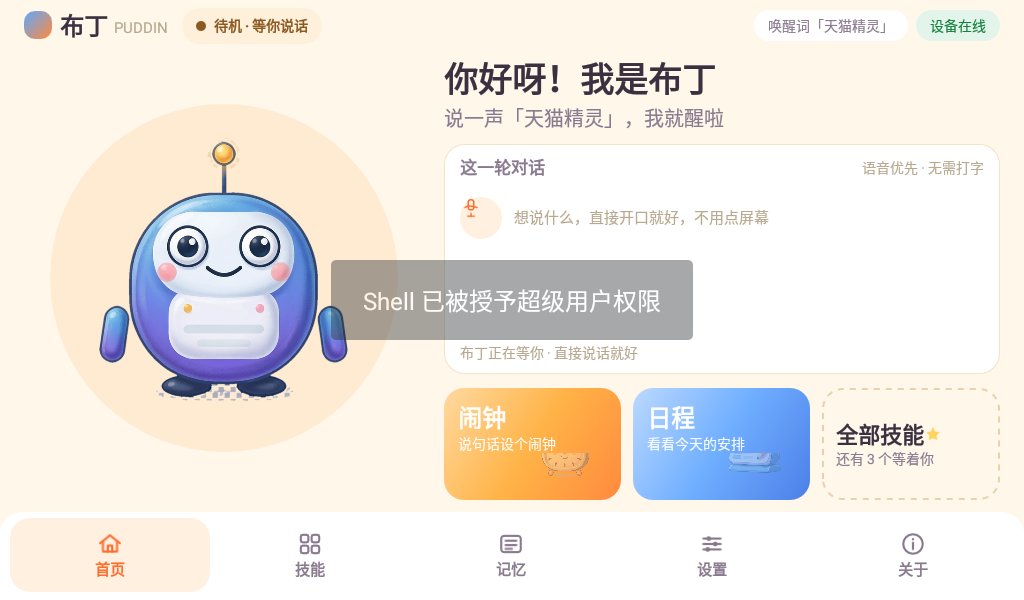 布丁 PUDDIN
待机 · 等你说话
唤醒词「天猫精灵」
设备在线
你好呀！我是布丁
说一声「天猫精灵」，我就醒啦
这一轮对话
语音优先 · 无需打字
想说什么，直接开口就好，不用点屏幕
Shell 已被授予超级用户权限
布丁正在等你 · 直接说话就好
闹钟
说句话设个闹钟
日程
看看今天的安排
全部技能
还有 3 个等着你
首页
技能
记忆
设置
关于